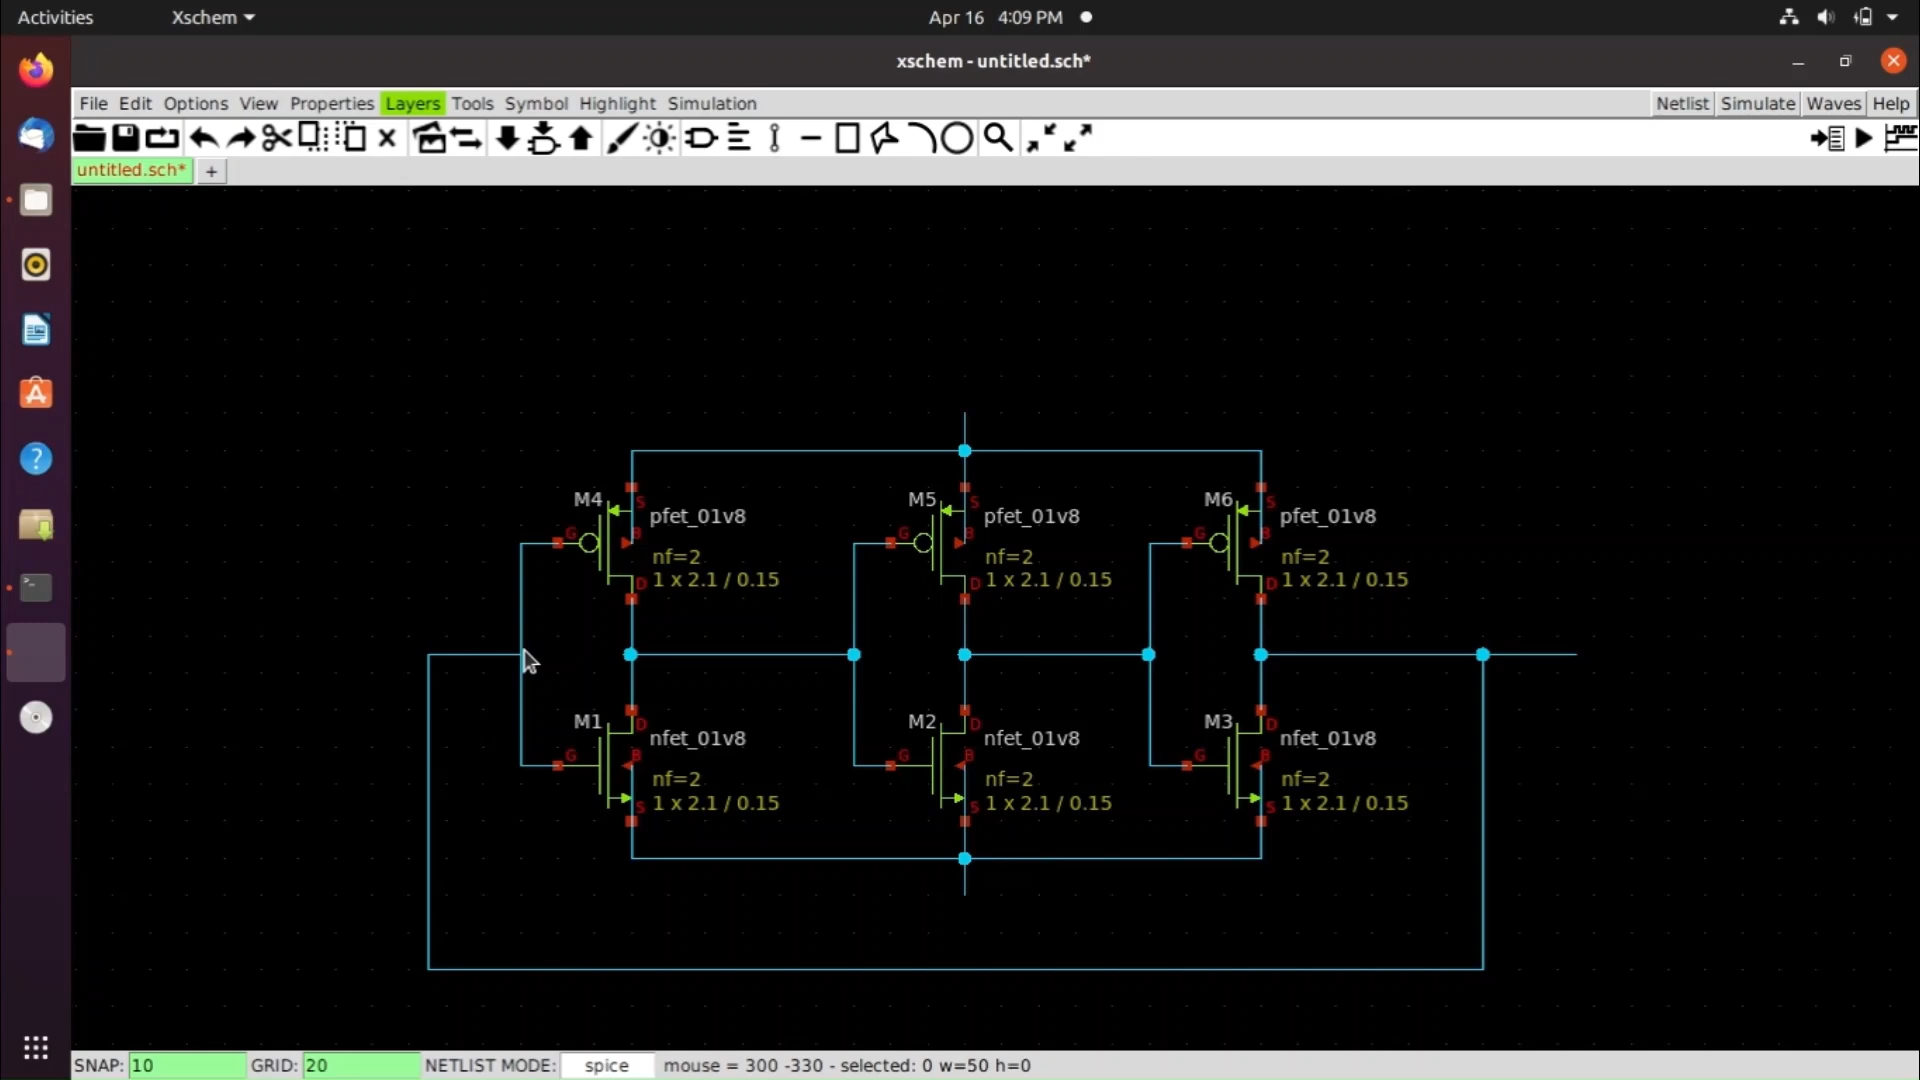 Activities Xschem Apr 16 4:09 PM
xschem - untitled.sch*
File Edit Options View Properties Layers Tools Symbol Highlight Simulation Netlist Simulate Waves Help
untitled.sch* +
M4 S pfet_01v8 G B nf=2 D 1 x 2.1 / 0.15
M5 S pfet_01v8 G B nf=2 D 1 x 2.1 / 0.15
M6 S pfet_01v8 G B nf=2 D 1 x 2.1 / 0.15
M1 D nfet_01v8 G B nf=2 S 1 x 2.1 / 0.15
M2 D nfet_01v8 G B nf=2 S 1 x 2.1 / 0.15
M3 D nfet_01v8 G B nf=2 S 1 x 2.1 / 0.15
SNAP: 10 GRID: 20 NETLIST MODE: spice mouse = 300 -330 - selected: 0 w=50 h=0